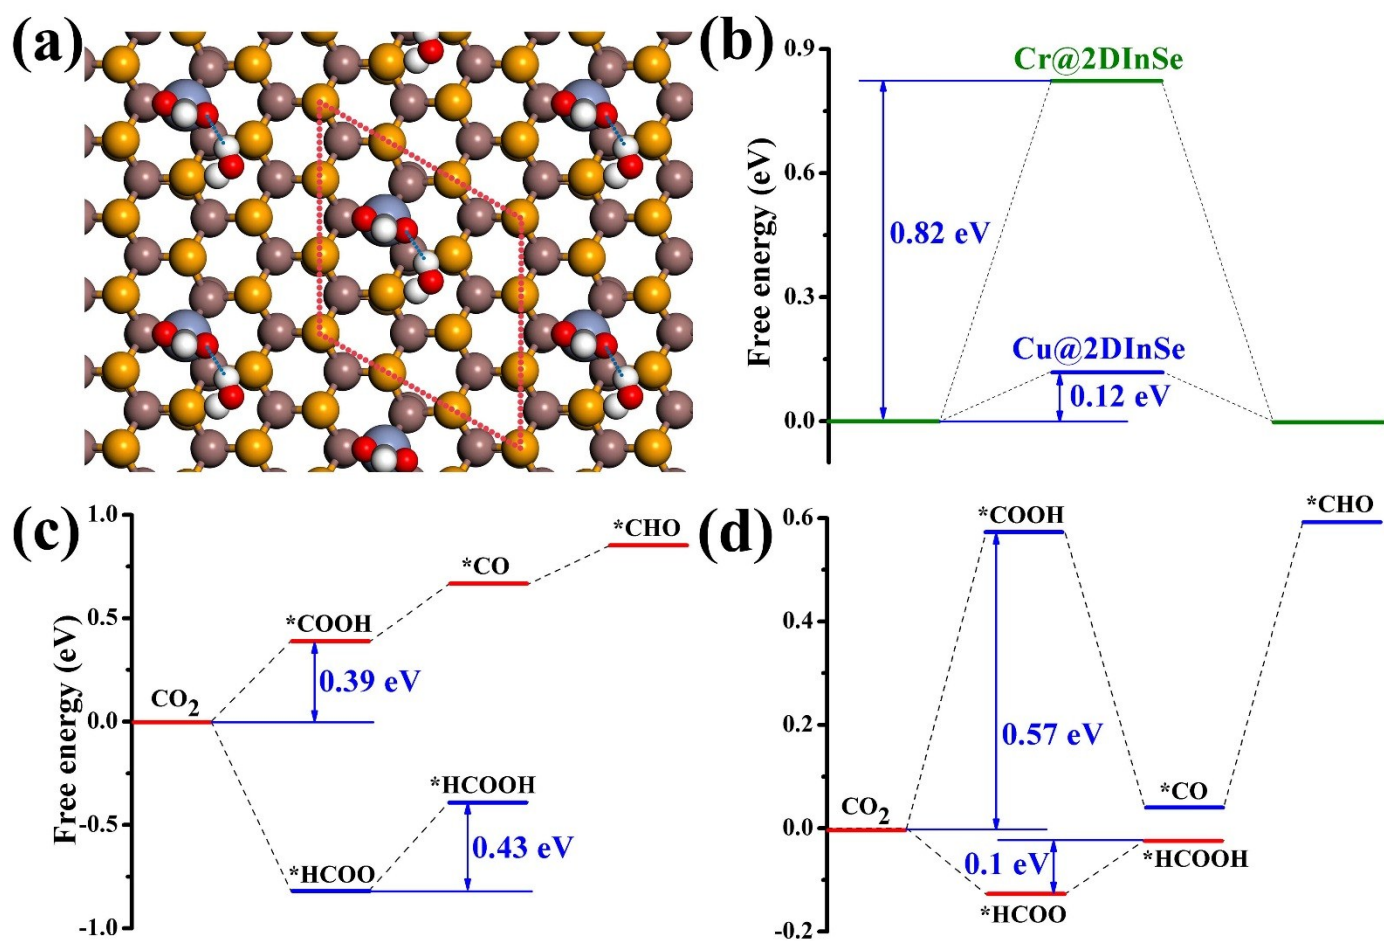 (a)
(b)
0.9
0.6
0.3
0.0
Free energy (eV)
Cr@2DInSe
0.82 eV
Cu@2DInSe
0.12 eV
(c)
1.0
0.5
0.0
-0.5
-1.0
Free energy (eV)
CO2
*COOH
*CO
*CHO
0.39 eV
*HCOOH
0.43 eV
*HCOO
(d)
0.6
0.4
0.2
0.0
-0.2
*COOH
*CHO
0.57 eV
*CO
CO2
0.1 eV
*HCOOH
*HCOO